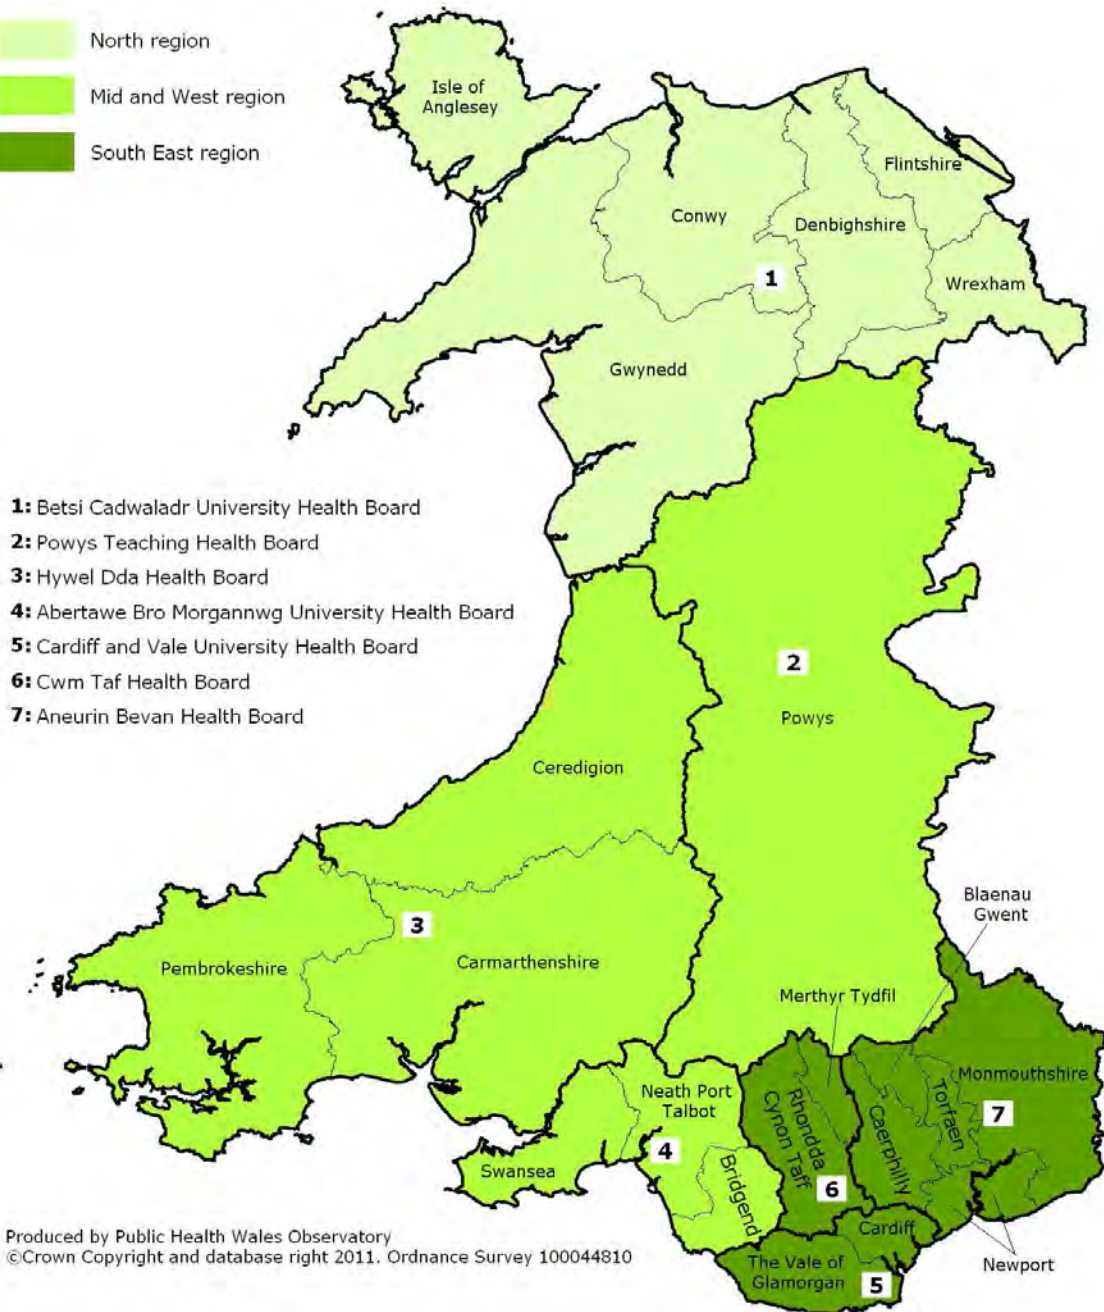 North region
Mid and West region
South East region
Isle of
Anglesey
Flintshire
Conwy
Denbighshire
1
Wrexham
Gwynedd
1: Betsi Cadwaladr University Health Board
2: Powys Teaching Health Board
3: Hywel Dda Health Board
4: Abertawe Bro Morgannwg University Health Board
5: Cardiff and Vale University Health Board
6: Cwm Taf Health Board
7: Aneurin Bevan Health Board
2
Powys
Ceredigion
Blaenau
Gwent
3
Pembrokeshire
Carmarthenshire
Merthyr Tydfil
Neath Port
Talbot
Monmouthshire
Rhondda
Cynon Taff
Caerphilly
Torfaen
7
4
Swansea
Bridgend
6
Cardiff
Newport
The Vale of
Glamorgan
5
Produced by Public Health Wales Observatory
©Crown Copyright and database right 2011. Ordnance Survey 100044810